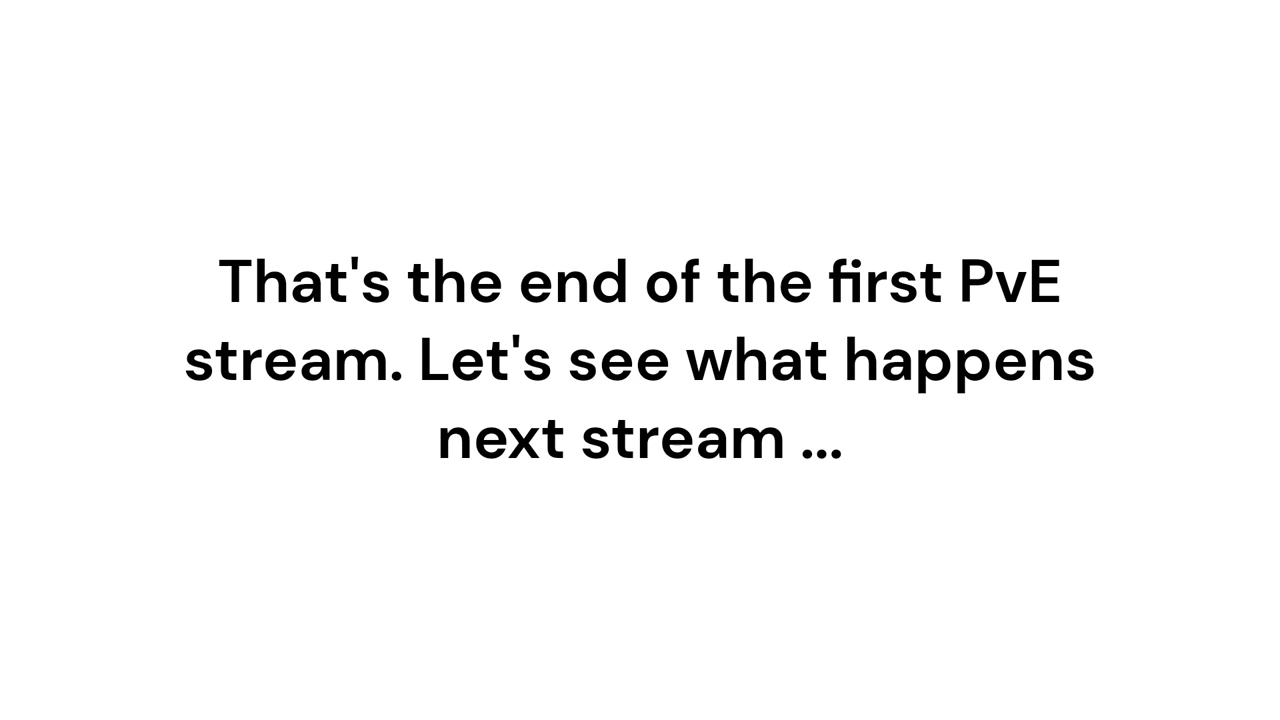 That's the end of the first PvE
stream. Let's see what happens
next stream ...